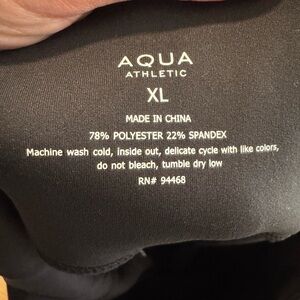 AQUA
ATHLETIC
XL
MADE IN CHINA
78% POLYESTER 22% SPANDEX
Machine wash cold, inside out, delicate cycle with like colors,
do not bleach, tumble dry low
RN# 94468